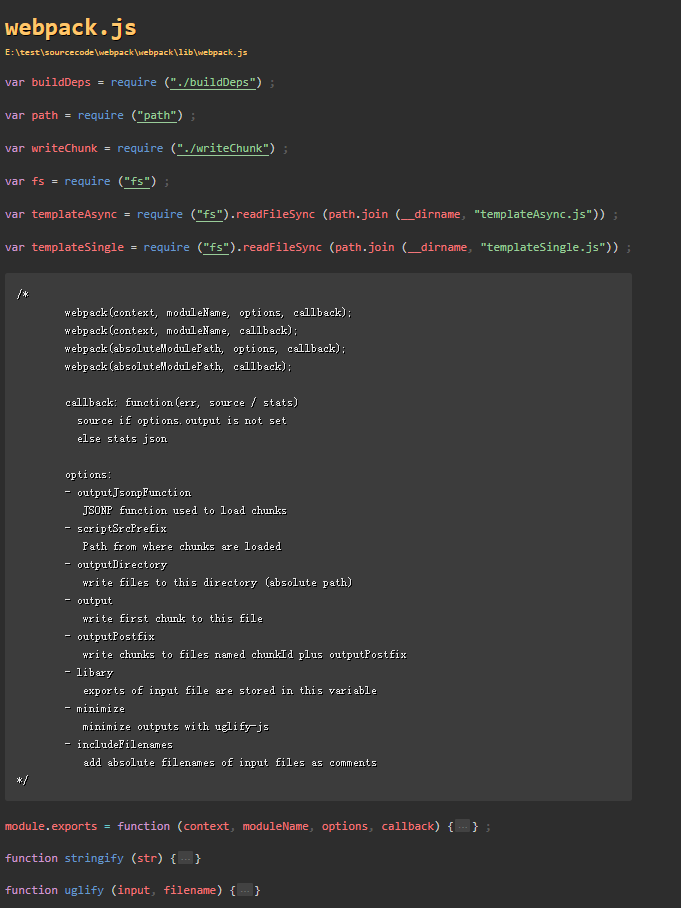 webpack.js
E:\test\sourcecode\webpack\webpack\lib\webpack.js
var buildDeps = require ("./buildDeps") ;
var path = require ("path") ;
var writeChunk = require ("./writeChunk") ;
var fs = require ("fs") ;
var templateAsync = require ("fs").readFileSync (path.join (__dirname, "templateAsync.js")) ;
var templateSingle = require ("fs").readFileSync (path.join (__dirname, "templateSingle.js")) ;
/*
webpack(context, moduleName, options, callback);
webpack(context, moduleName, callback);
webpack(absoluteModulePath, options, callback);
webpack(absoluteModulePath, callback);
callback: function(err, source / stats)
source if options.output is not set
else stats json
options:
- outputJsonpFunction
JSONP function used to load chunks
- scriptSrcPrefix
Path from where chunks are loaded
- outputDirectory
write files to this directory (absolute path)
- output
write first chunk to this file
- outputPostfix
write chunks to files named chunkId plus outputPostfix
- libary
exports of input file are stored in this variable
- minimize
minimize outputs with uglify-js
- includeFilenames
add absolute filenames of input files as comments
*/
module.exports = function (context, moduleName, options, callback) {...} ;
function stringify (str) {...}
function uglify (input, filename) {...}